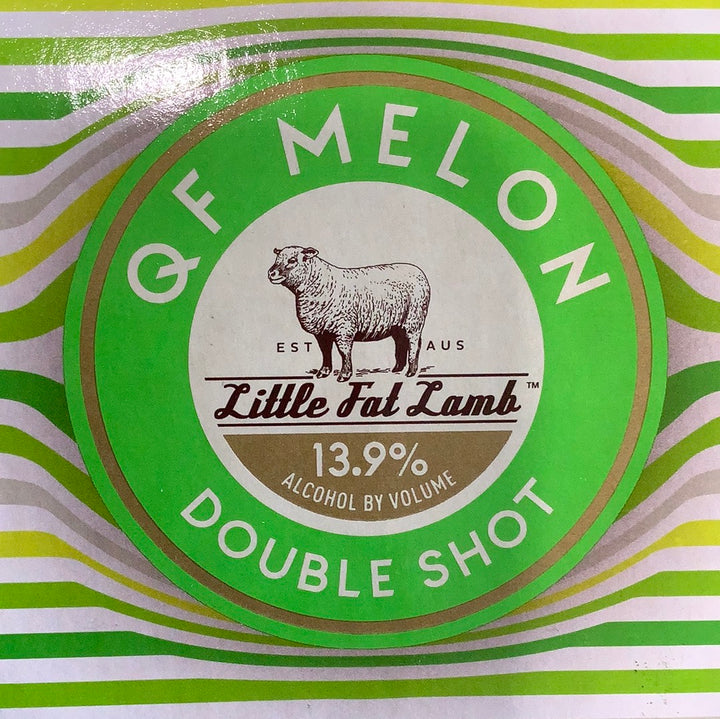 QF MELON
EST AUS
Little Fat Lamb™
13.9%
ALCOHOL BY VOLUME
DOUBLE SHOT